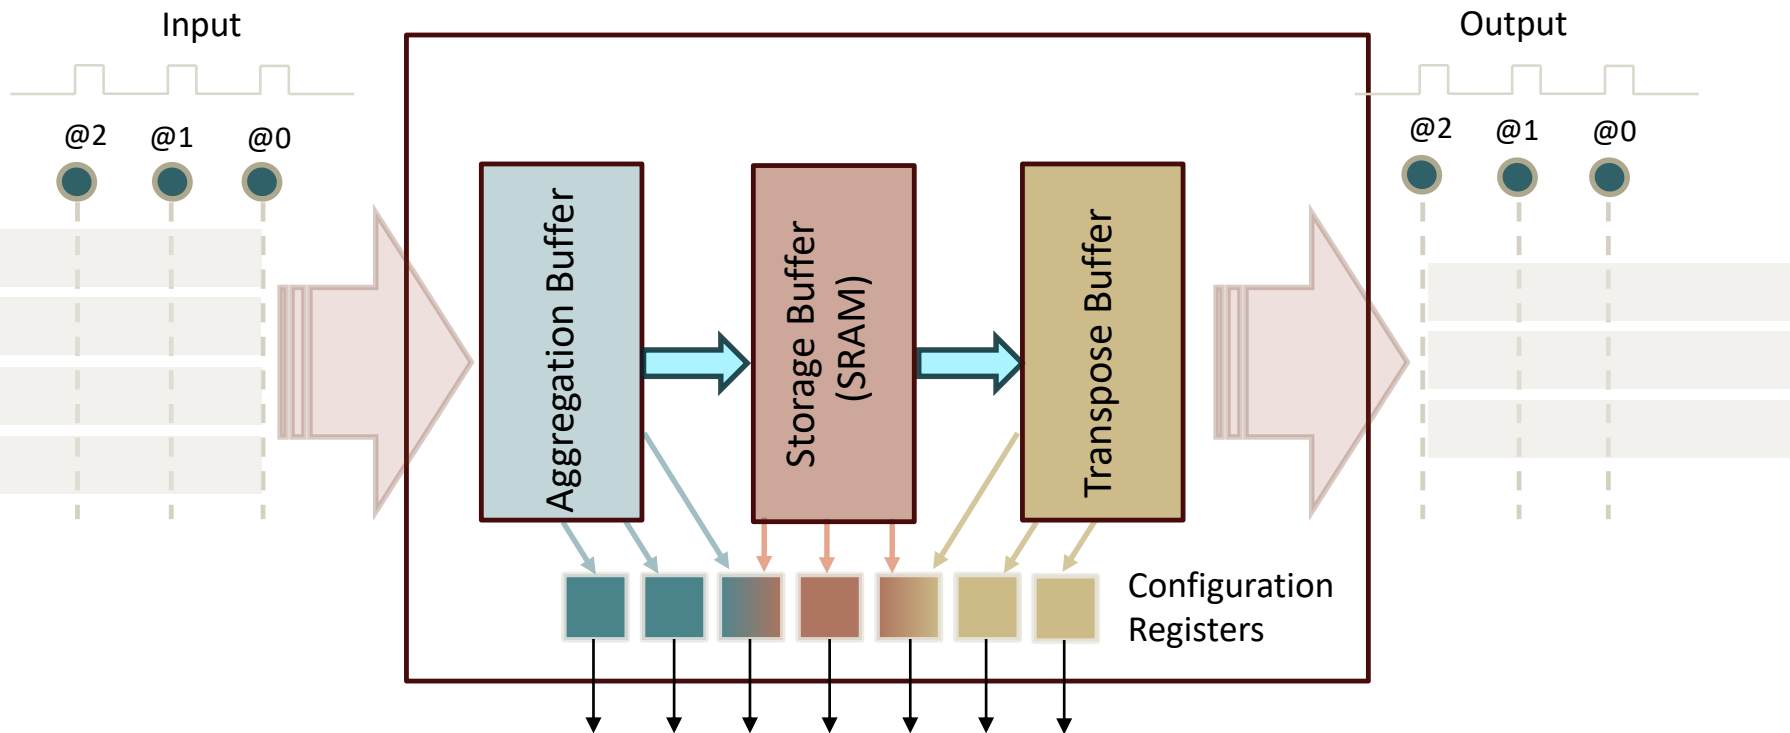 Input
Output
@2
@1
@0
@2
@1
@0
Aggregation Buffer
Storage Buffer
(SRAM)
Transpose Buffer
Configuration
Registers